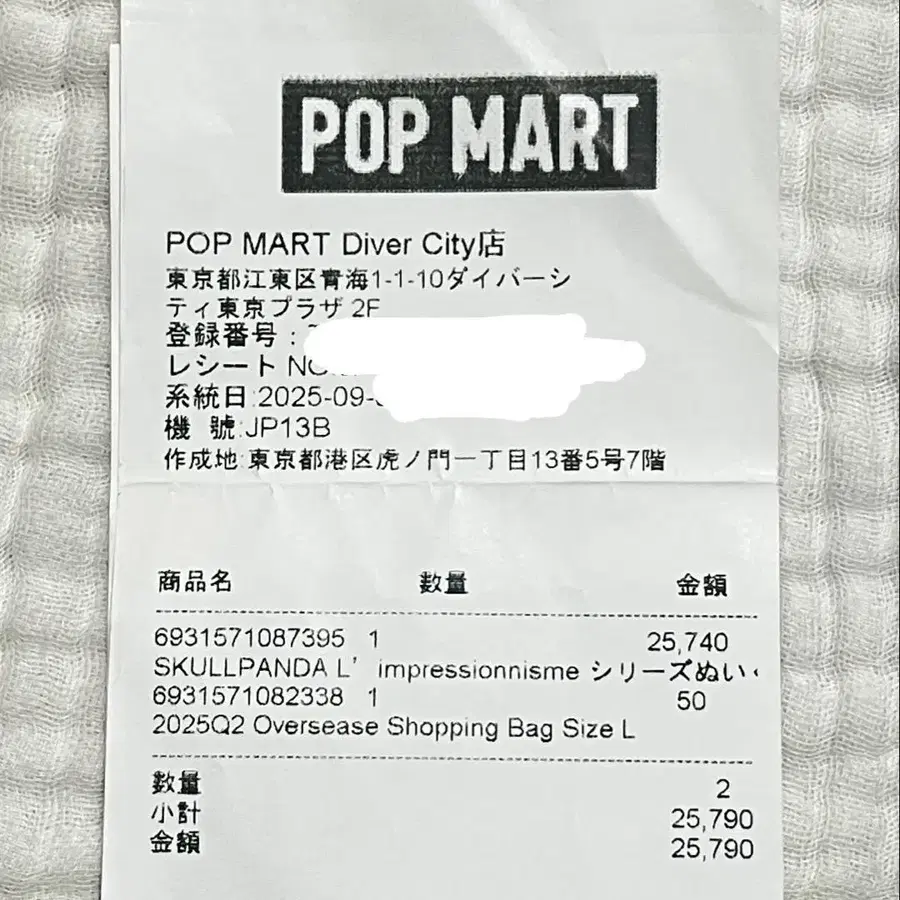 POP MART
POP MART Diver City店
東京都江東区青海1-1-10ダイバーシ
ティ東京プラザ 2F
登録番号:
レシート NO.
系統日:2025-09-
機 號:JP13B
作成地:東京都港区虎ノ門一丁目13番5号7階
商品名 数量 金額
6931571087395 1 25,740
SKULLPANDA L’impressionnisme シリーズぬい
6931571082338 1 50
2025Q2 Oversease Shopping Bag Size L
数量 2
小計 25,790
金額 25,790